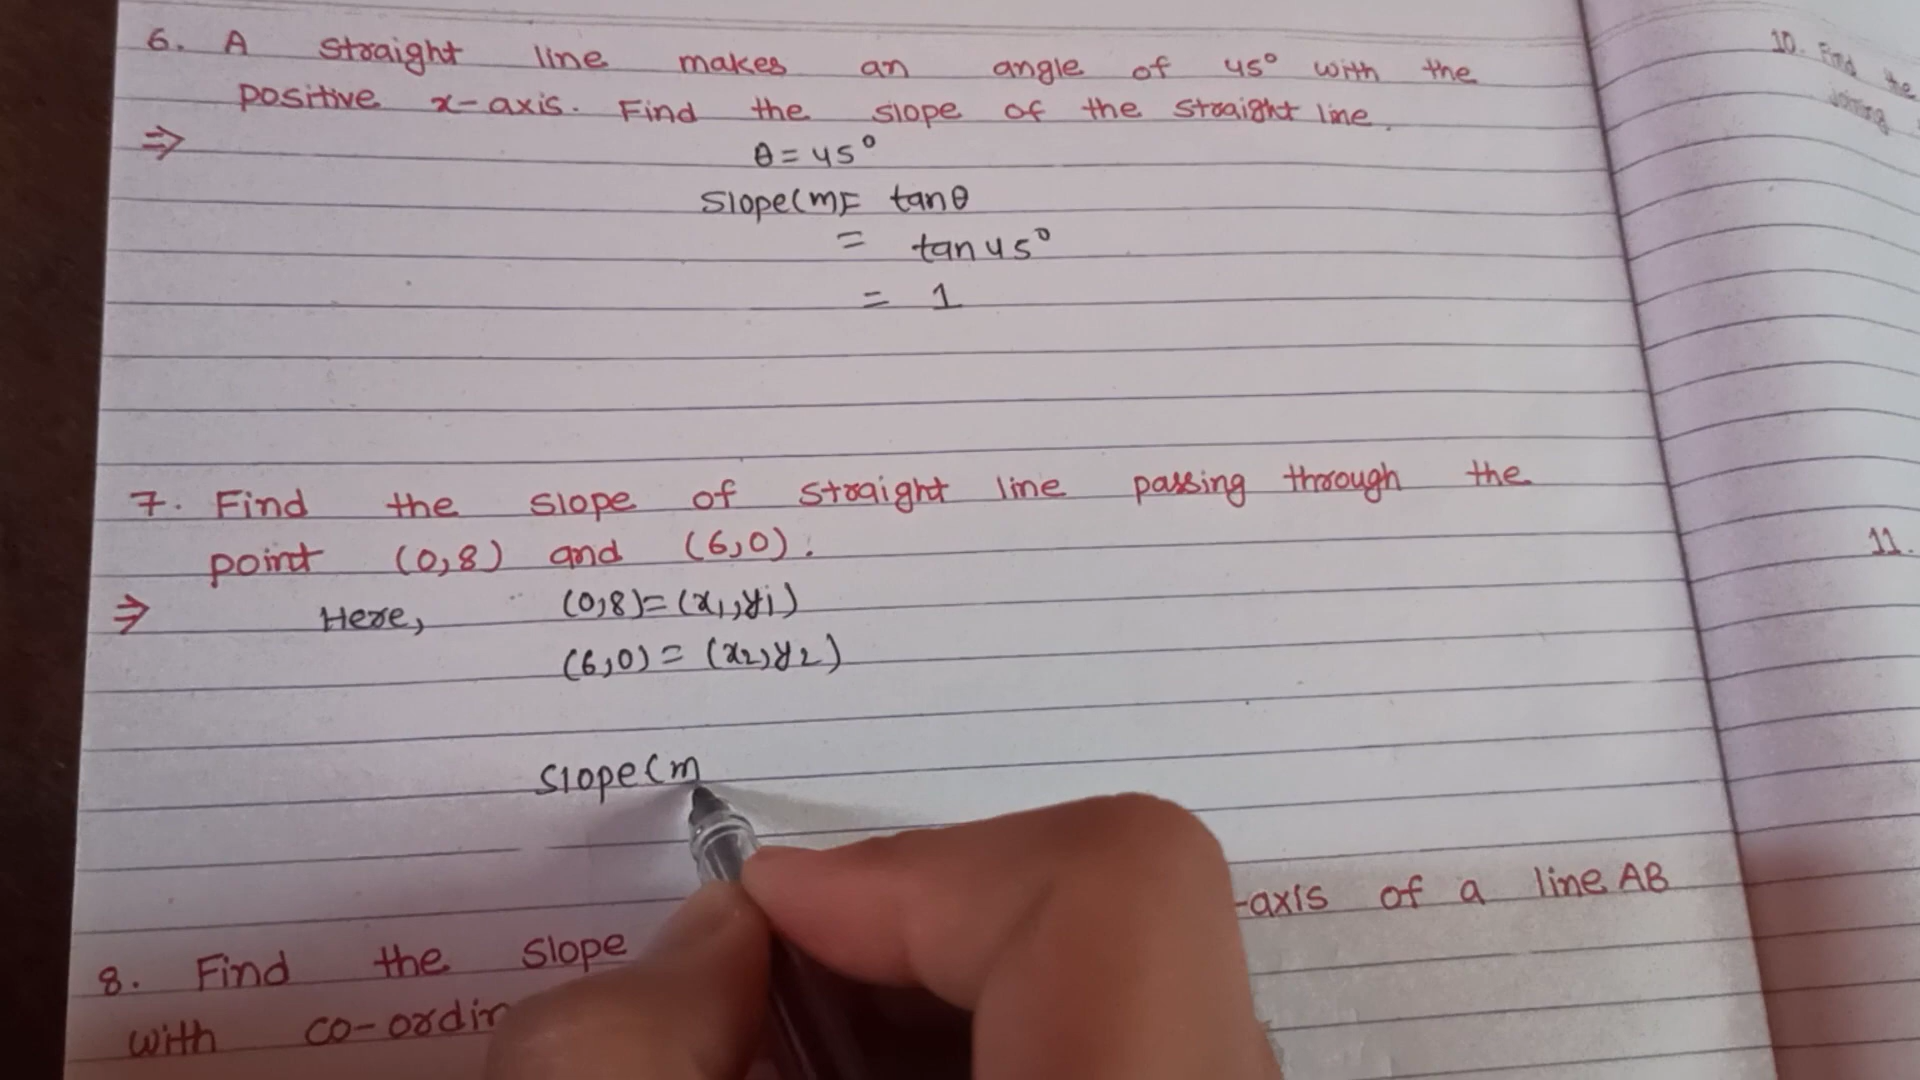 6. A straight line makes an angle of 45° with the
positive x-axis. Find the slope of the straight line.
⇒ θ = 45°
Slope(m)= tanθ
= tan 45°
= 1
7. Find the slope of straight line passing through the
point (0,8) and (6,0).
⇒ Here, (0,8)=(x1,y1)
(6,0) = (x2,y2)
Slope(m
8. Find the slope
-axis of a line AB
with co-ordin
10. Find the
joining
11.